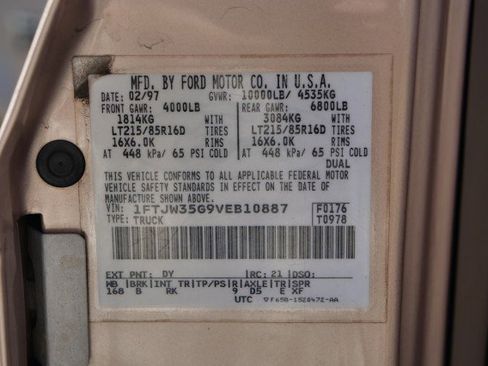 MFD. BY FORD MOTOR CO. IN U.S.A.
DATE: 02/97 GVWR: 10000LB/ 4535KG
FRONT GAWR: 4000LB REAR GAWR: 6800LB
1814KG WITH 3084KG WITH
LT215/85R16D TIRES LT215/85R16D TIRES
16X6.0K RIMS 16X6.0K RIMS
AT 448 kPa/ 65 PSI COLD AT 448 kPa/ 65 PSI COLD
DUAL
THIS VEHICLE CONFORMS TO ALL APPLICABLE FEDERAL MOTOR
VEHICLE SAFETY STANDARDS IN EFFECT ON THE DATE OF
MANUFACTURE SHOWN ABOVE.
VIN: 1FTJW35G9VEB10887 F0176
TYPE: TRUCK T0978
EXT PNT: DY RC: 21 DSO:
WB BRK INT TR TP/PS R AXLE TR SPR
168 B RK 9 D5 E XF
UTC